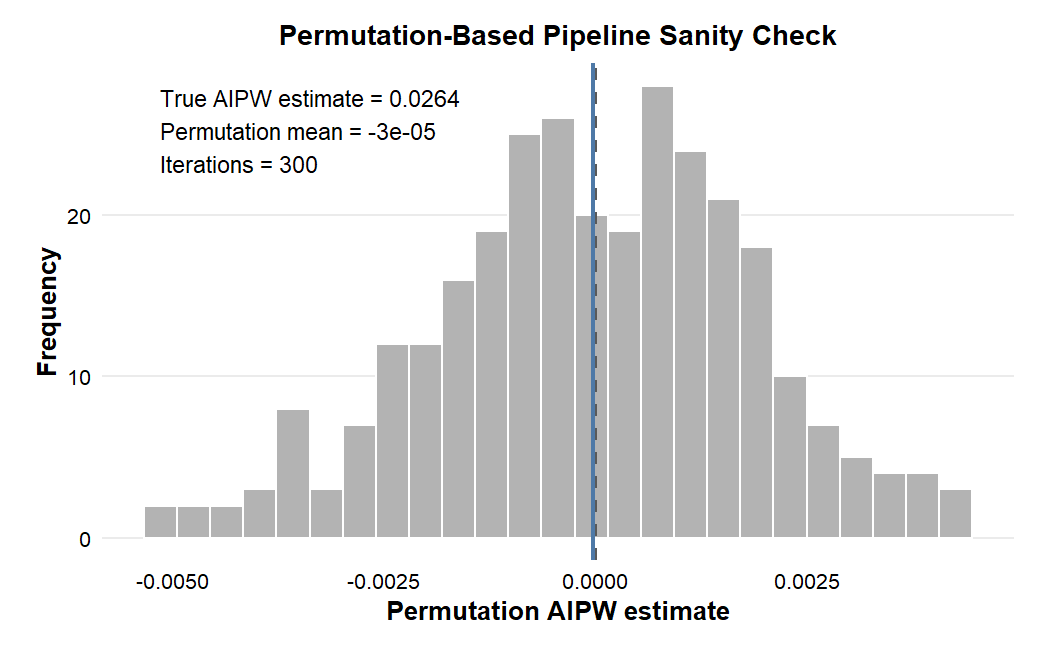 Permutation-Based Pipeline Sanity Check
True AIPW estimate = 0.0264
Permutation mean = -3e-05
Iterations = 300
Frequency
20
10
0
-0.0050 -0.0025 0.0000 0.0025
Permutation AIPW estimate